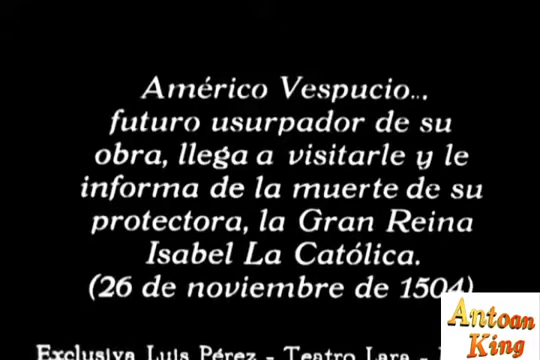 Américo Vespucio...
futuro usurpador de su
obra, llega a visitarle y le
informa de la muerte de su
protectora, la Gran Reina
Isabel La Católica.
(26 de noviembre de 1504)
Exclusiva Luis Pérez - Teatro Lara -
Antoan
King